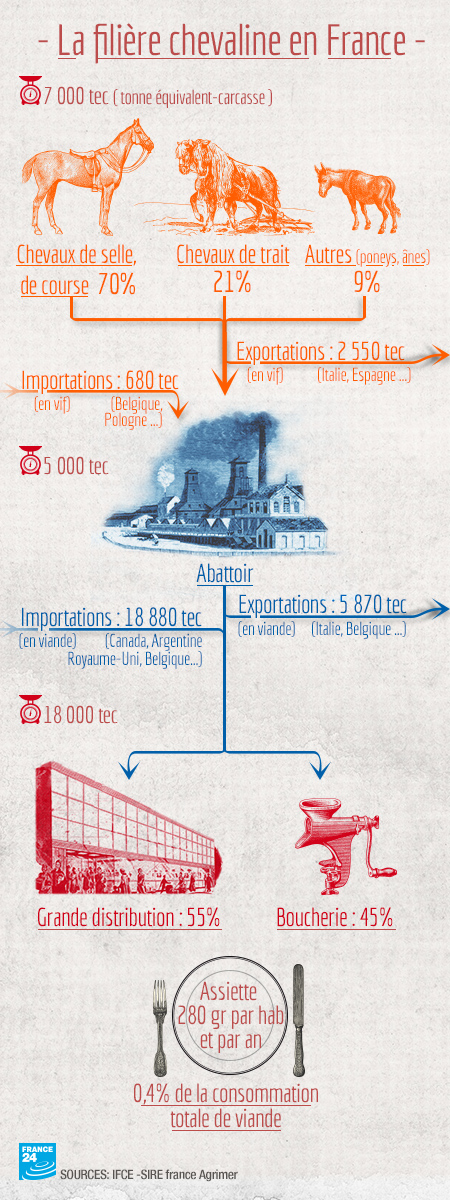 - La filière chevaline en France -
7 000 tec ( tonne équivalent-carcasse )
Chevaux de selle,
de course 70%
Chevaux de trait
21%
Autres (poneys, ânes)
9%
Exportations : 2 550 tec
(en vif) (Italie, Espagne ...)
Importations : 680 tec
(en vif) (Belgique,
Pologne ...)
5 000 tec
Abattoir
Exportations : 5 870 tec
(en viande) (Italie, Belgique ...)
Importations : 18 880 tec
(en viande) (Canada, Argentine
Royaume-Uni, Belgique...)
18 000 tec
Grande distribution : 55%
Boucherie : 45%
Assiette
280 gr par hab
et par an
0,4% de la consommation
totale de viande
FRANCE
24
SOURCES: IFCE -SIRE france Agrimer